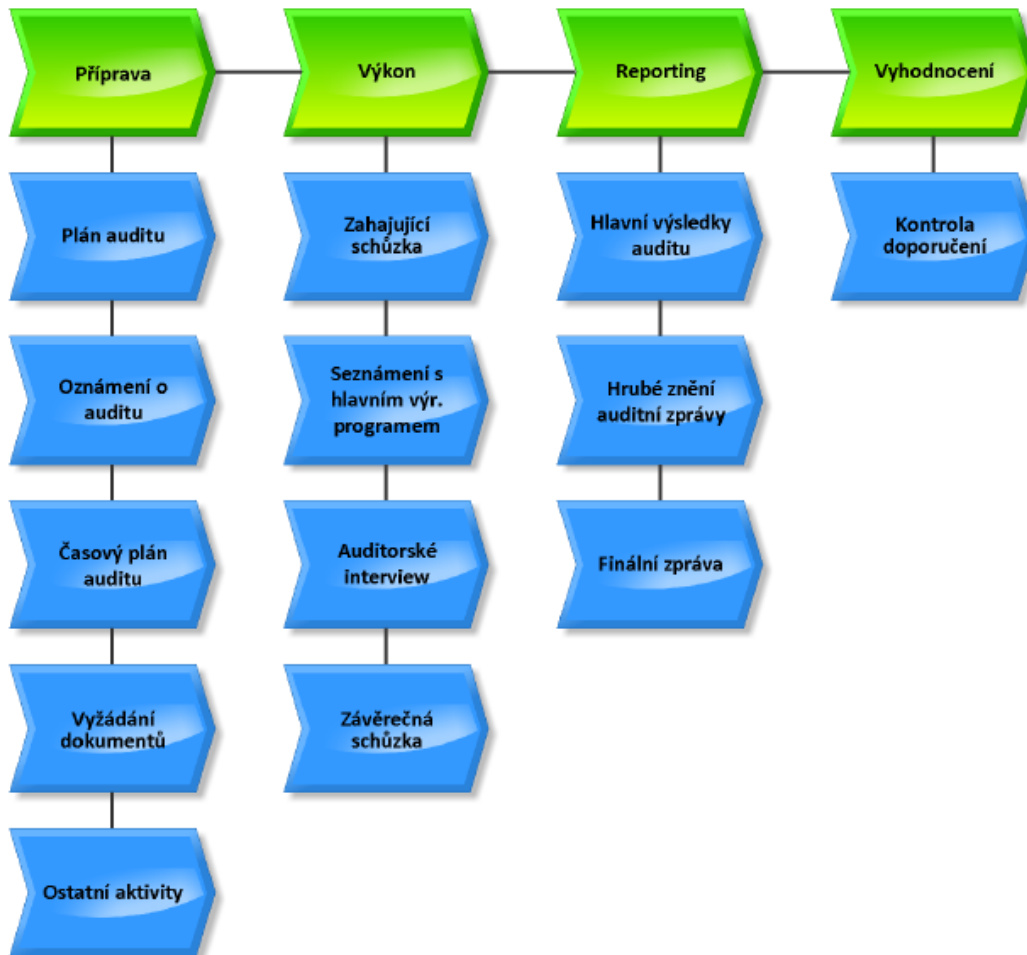 Příprava
Výkon
Reporting
Vyhodnocení
Plán auditu
Zahajující
schůzka
Hlavní výsledky
auditu
Kontrola
doporučení
Oznámení o
auditu
Seznámení s
hlavním výr.
programem
Hrubé znění
auditní zprávy
Časový plán
auditu
Auditorské
interview
Finální zpráva
Vyžádání
dokumentů
Závěrečná
schůzka
Ostatní aktivity